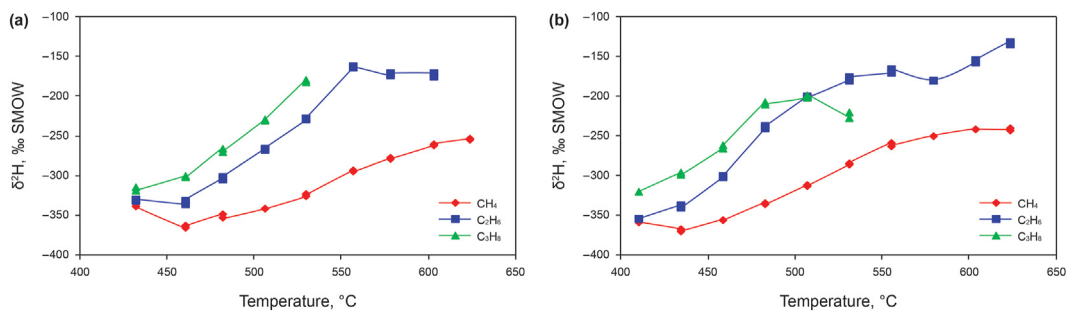 (a)
−100
−150
−200
−250
−300
−350
−400
400
450
500
550
600
650
δ²H, ‰ SMOW
Temperature, °C
CH₄
C₂H₆
C₃H₈
(b)
−100
−150
−200
−250
−300
−350
−400
400
450
500
550
600
650
δ²H, ‰ SMOW
Temperature, °C
CH₄
C₂H₆
C₃H₈